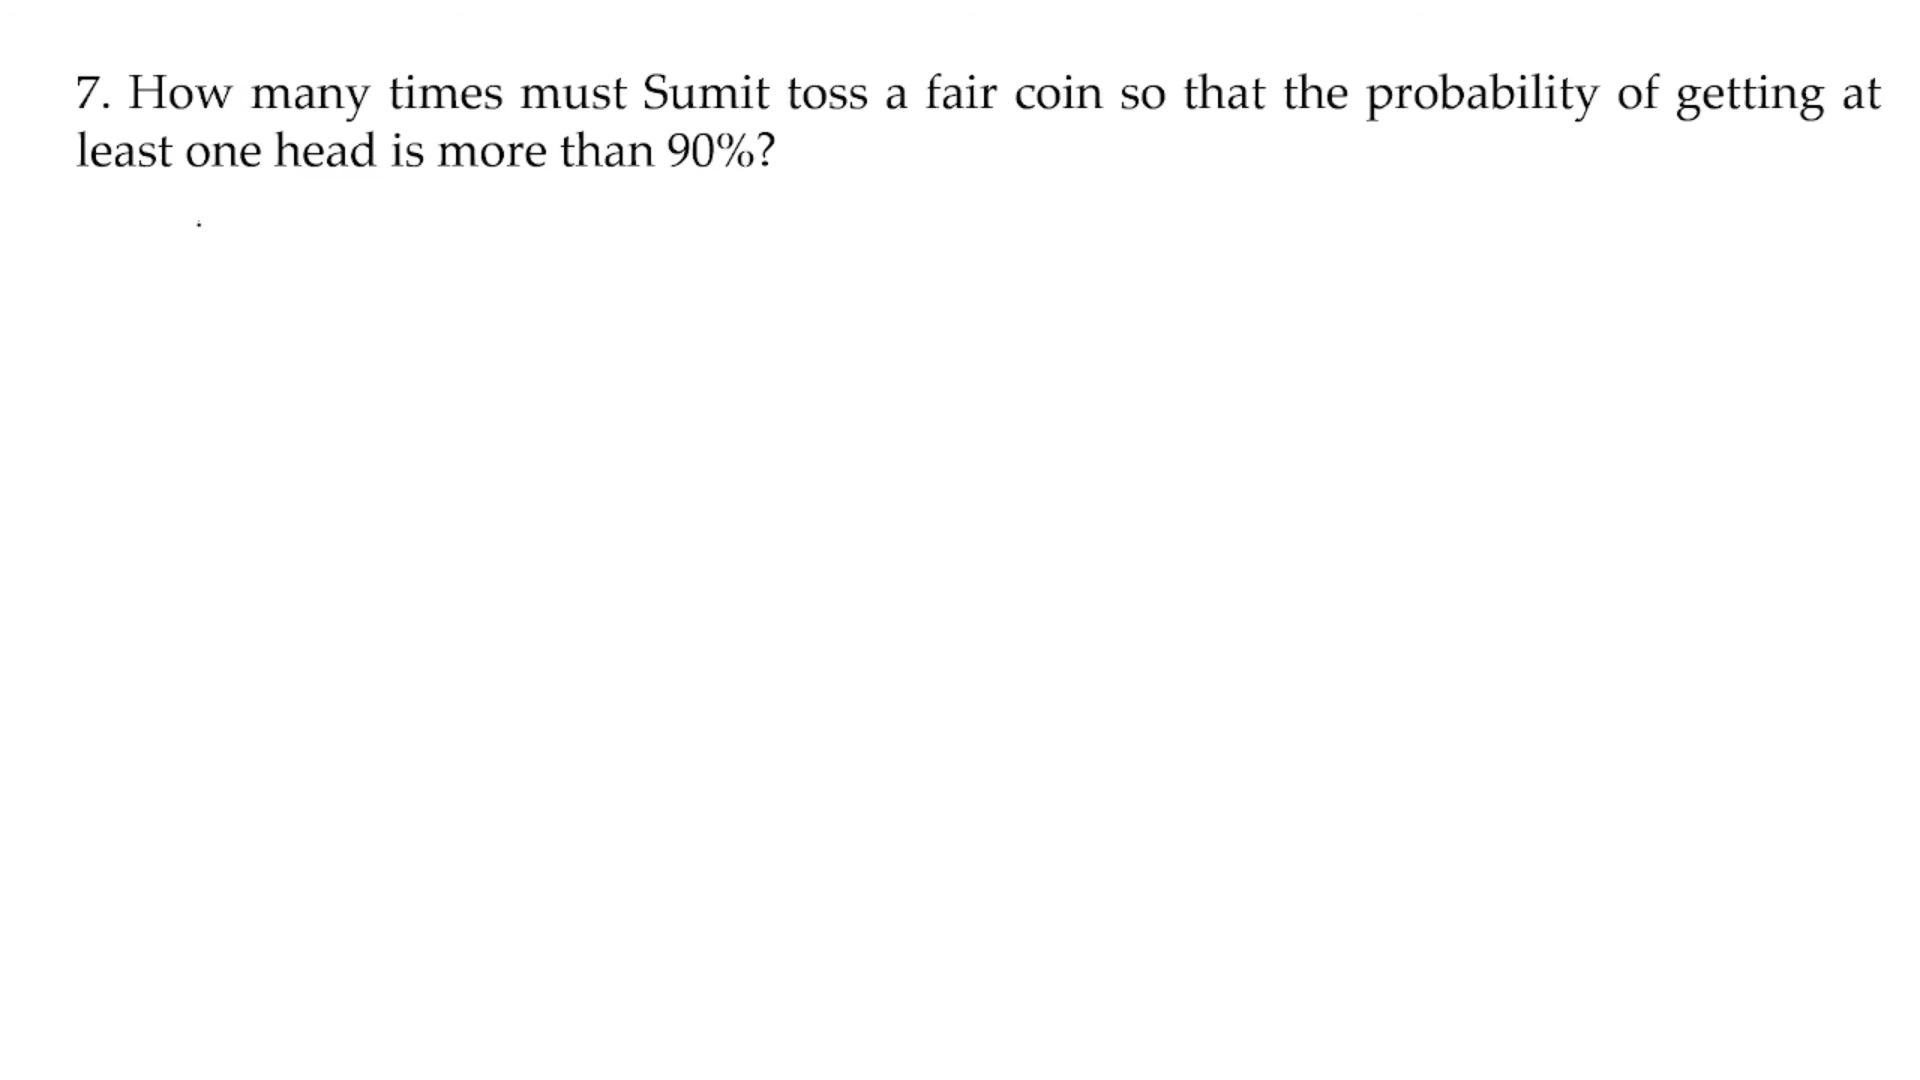 7. How many times must Sumit toss a fair coin so that the probability of getting at
least one head is more than 90%?